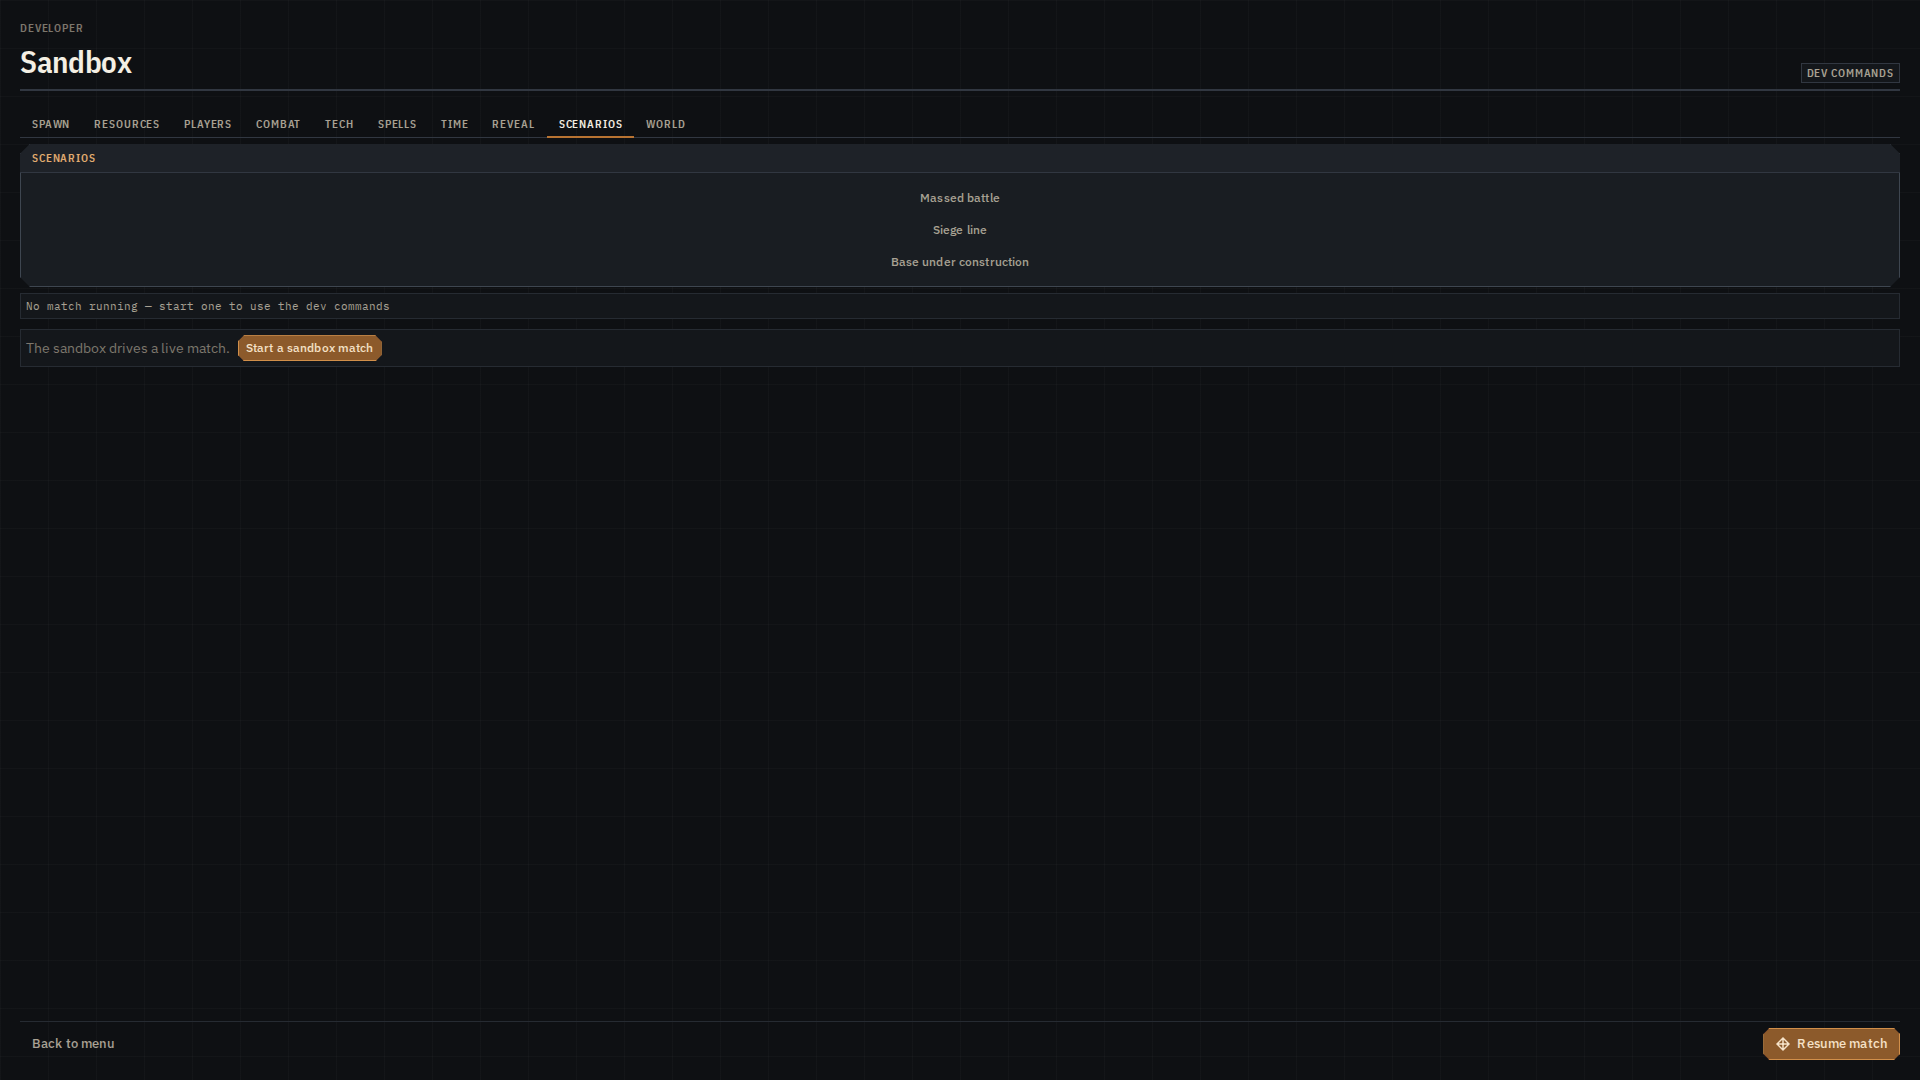 DEVELOPER
Sandbox
DEV COMMANDS
SPAWN RESOURCES PLAYERS COMBAT TECH SPELLS TIME REVEAL SCENARIOS WORLD
SCENARIOS
Massed battle
Siege line
Base under construction
No match running — start one to use the dev commands
The sandbox drives a live match. Start a sandbox match
Back to menu Resume match